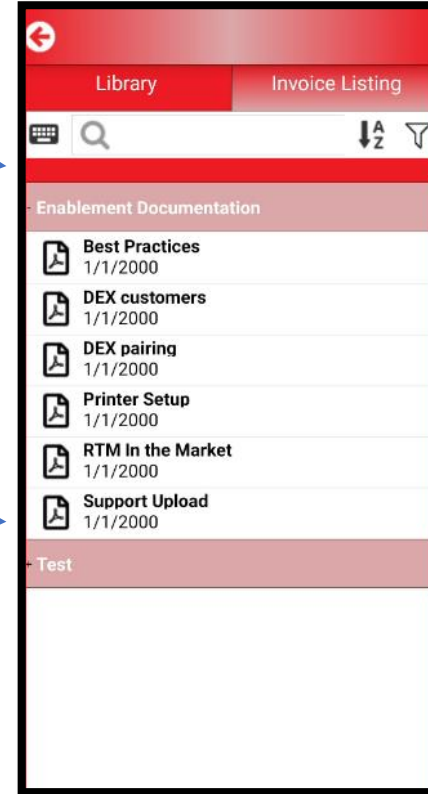 Library Invoice Listing
A
Z
- Enablement Documentation
Best Practices
1/1/2000
DEX customers
1/1/2000
DEX pairing
1/1/2000
Printer Setup
1/1/2000
RTM In the Market
1/1/2000
Support Upload
1/1/2000
+ Test